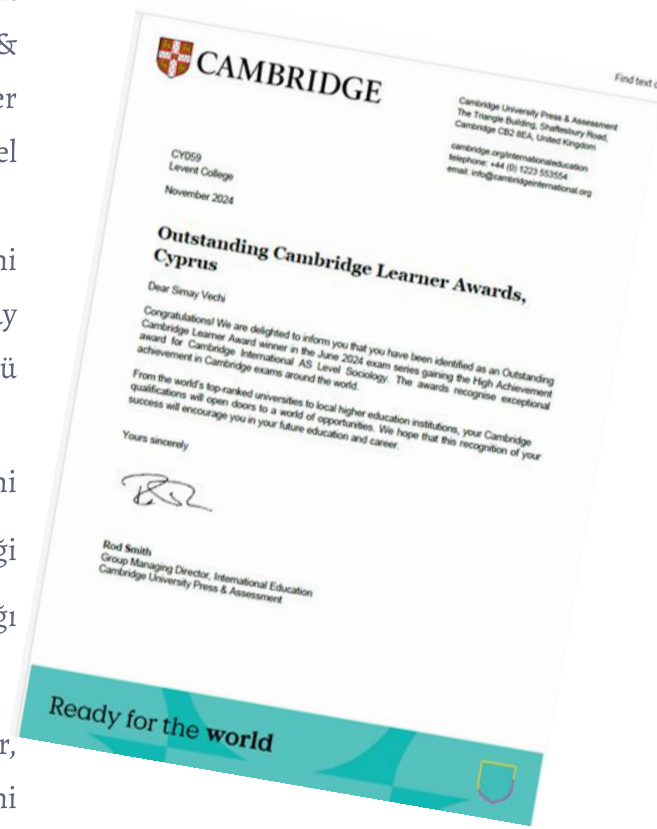 &
er
el
ni
ay
ü
ni
ği
ğı
r,
ni
Find text
CAMBRIDGE
Cambridge University Press & Assessment
The Triangle Building, Shaftesbury Road,
Cambridge CB2 8EA, United Kingdom
cambridge.org/internationaleducation
telephone: +44 (0) 1223 553554
email: info@cambridgeinternational.org
CY059
Levent College
November 2024
Outstanding Cambridge Learner Awards,
Cyprus
Dear Simay Vechi
Congratulations! We are delighted to inform you that you have been identified as an Outstanding
Cambridge Learner Award winner in the June 2024 exam series gaining the High Achievement
award for Cambridge International AS Level Sociology. The awards recognise exceptional
achievement in Cambridge exams around the world.
From the world's top-ranked universities to local higher education institutions, your Cambridge
qualifications will open doors to a world of opportunities. We hope that this recognition of your
success will encourage you in your future education and career.
Yours sincerely
Rod Smith
Group Managing Director, International Education
Cambridge University Press & Assessment
Ready for the world